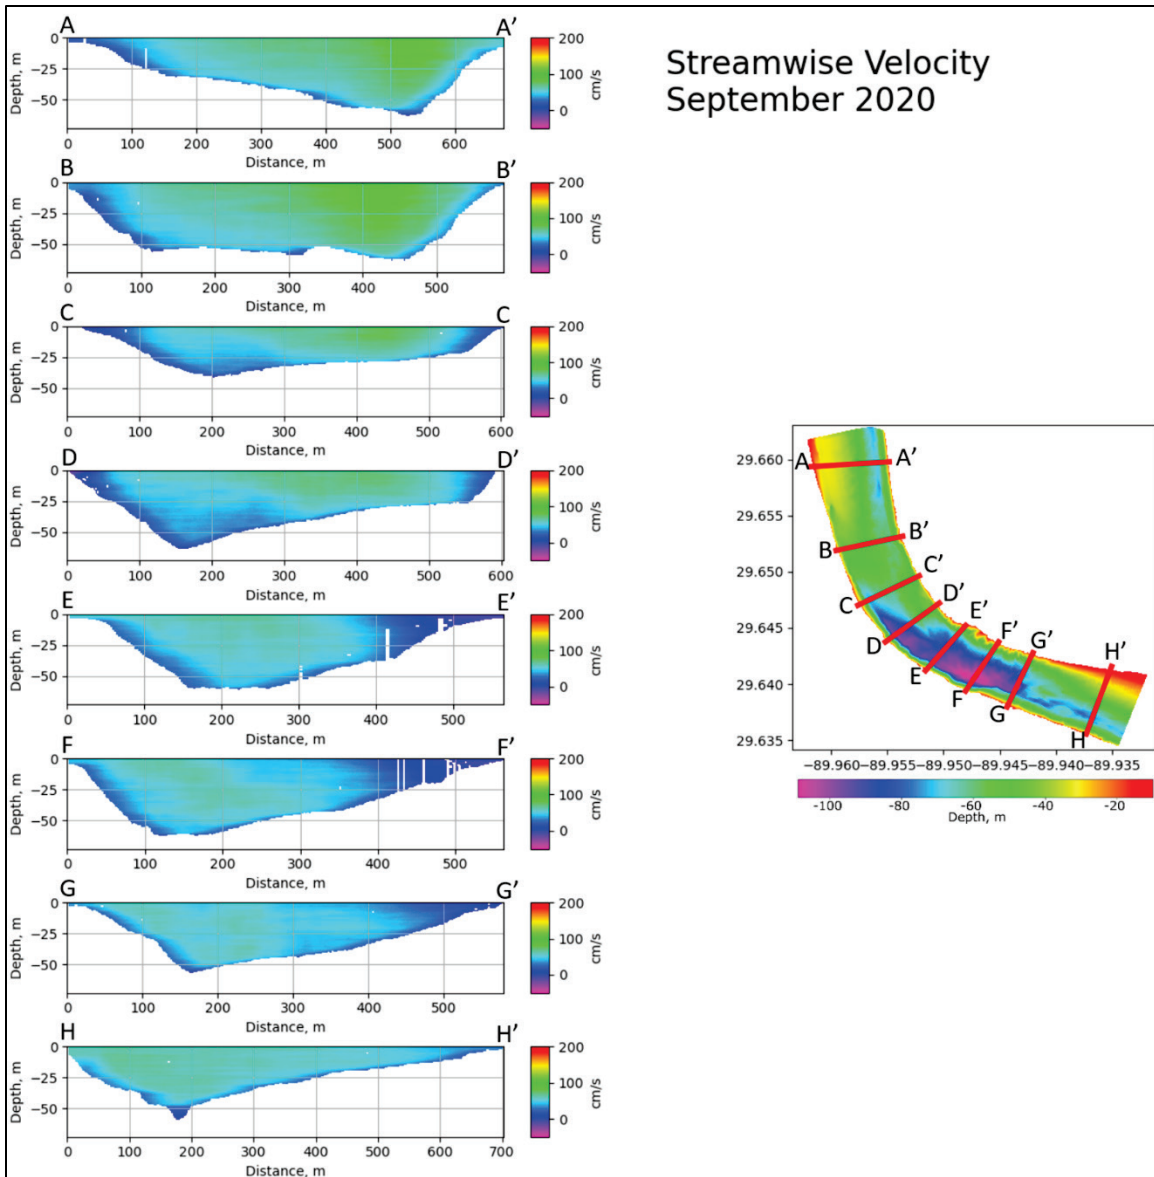 Streamwise Velocity
September 2020
A A'
Depth, m
0
−25
−50
0 100 200 300 400 500 600
Distance, m
200
100
0
cm/s
B B'
Depth, m
0
−25
−50
0 100 200 300 400 500
Distance, m
200
100
0
cm/s
C C
Depth, m
0
−25
−50
0 100 200 300 400 500 600
Distance, m
200
100
0
cm/s
D D'
Depth, m
0
−25
−50
0 100 200 300 400 500
Distance, m
200
100
0
cm/s
E E'
Depth, m
0
−25
−50
0 100 200 300 400 500
Distance, m
200
100
0
cm/s
F F'
Depth, m
0
−25
−50
0 100 200 300 400 500
Distance, m
200
100
0
cm/s
G G'
Depth, m
0
−25
−50
0 100 200 300 400 500
Distance, m
200
100
0
cm/s
H H'
Depth, m
0
−25
−50
0 100 200 300 400 500 600 700
Distance, m
200
100
0
cm/s
29.660
29.655
29.650
29.645
29.640
29.635
A A'
B B'
C C'
D D'
E E'
F F'
G G'
H H'
−89.960 −89.955 −89.950 −89.945 −89.940 −89.935
-100 -80 -60 -40 -20
Depth, m